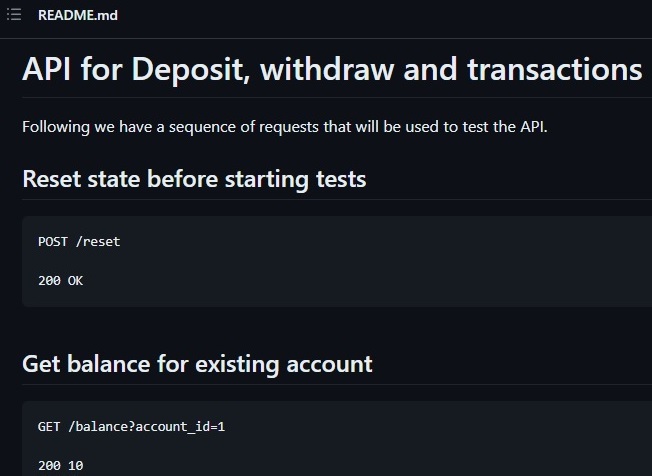 README.md
API for Deposit, withdraw and transactions
Following we have a sequence of requests that will be used to test the API.
Reset state before starting tests
POST /reset
200 OK
Get balance for existing account
GET /balance?account_id=1
200 10